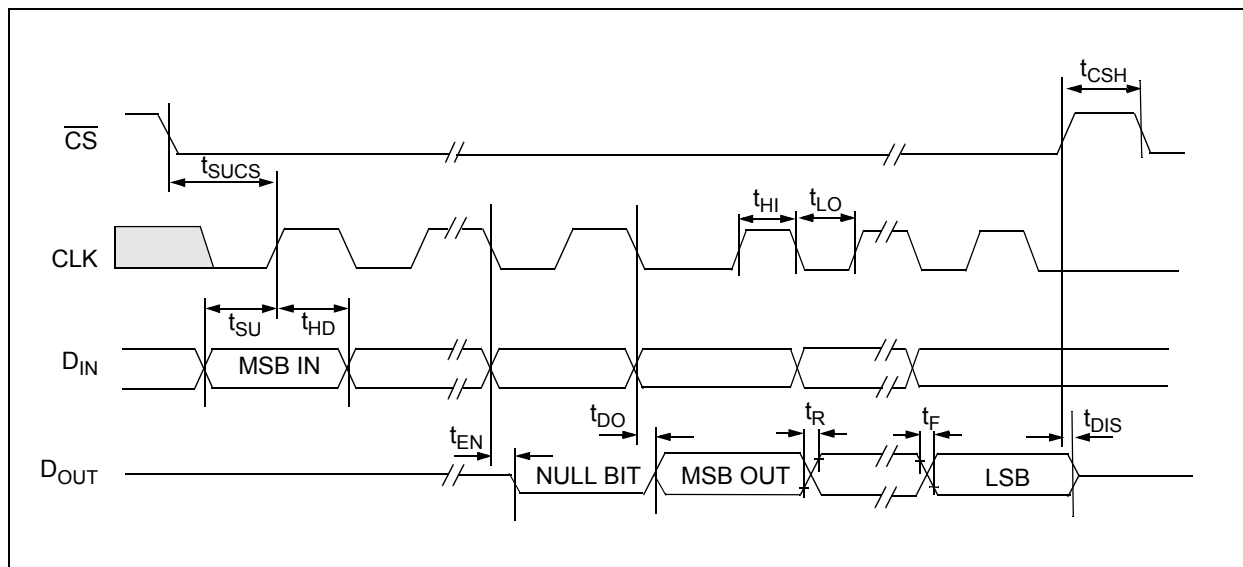 tCSH
CS
tSUCS
tHI
tLO
CLK
tSU
tHD
DIN
MSB IN
tDO
tR
tF
tDIS
tEN
DOUT
NULL BIT
MSB OUT
LSB